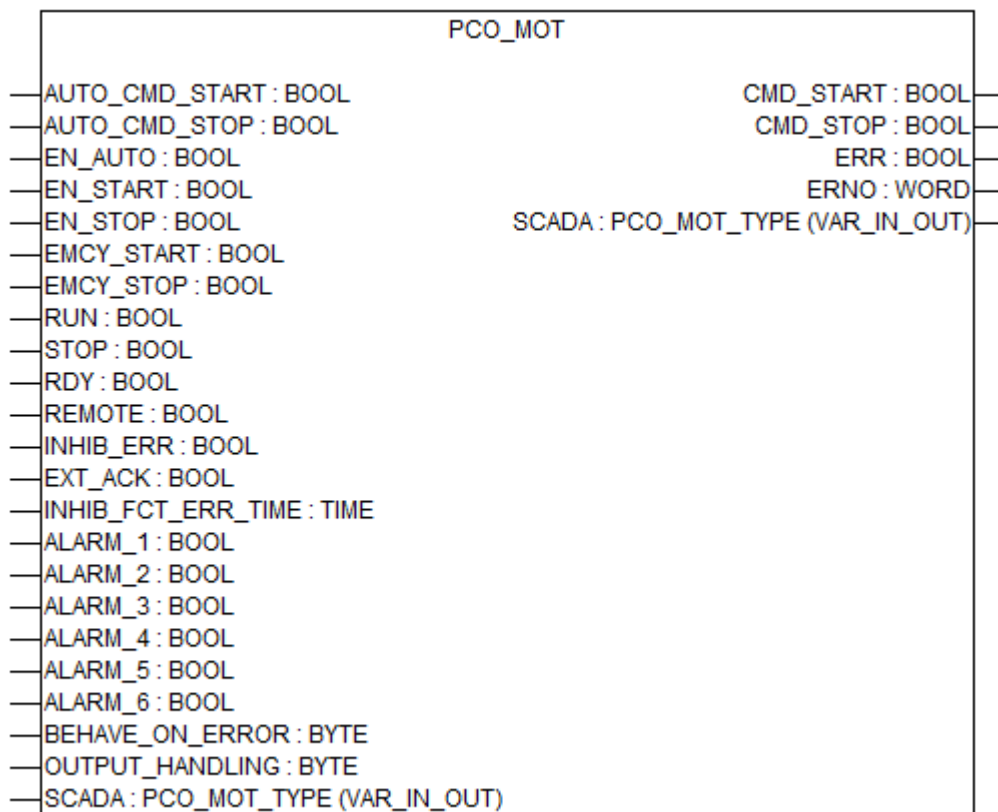 PCO_MOT
AUTO_CMD_START : BOOL CMD_START : BOOL
AUTO_CMD_STOP : BOOL CMD_STOP : BOOL
EN_AUTO : BOOL ERR : BOOL
EN_START : BOOL ERNO : WORD
EN_STOP : BOOL SCADA : PCO_MOT_TYPE (VAR_IN_OUT)
EMCY_START : BOOL
EMCY_STOP : BOOL
RUN : BOOL
STOP : BOOL
RDY : BOOL
REMOTE : BOOL
INHIB_ERR : BOOL
EXT_ACK : BOOL
INHIB_FCT_ERR_TIME : TIME
ALARM_1 : BOOL
ALARM_2 : BOOL
ALARM_3 : BOOL
ALARM_4 : BOOL
ALARM_5 : BOOL
ALARM_6 : BOOL
BEHAVE_ON_ERROR : BYTE
OUTPUT_HANDLING : BYTE
SCADA : PCO_MOT_TYPE (VAR_IN_OUT)